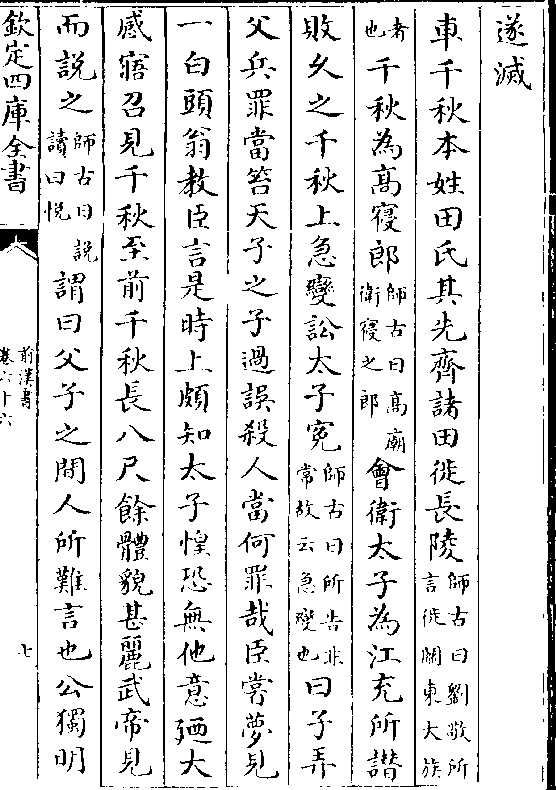 遂滅
車千秋本姓田氏其先齊諸田徙長陵師古曰劉敬所言徙關東大族
者也千秋為高寑郎師古曰高廟衞寑之郎會衛太子為江充所譖
敗乆之千秋上急變訟太子寃師古曰所告非常故云急變也曰子弄
父兵罪當笞天子之子過誤殺人當何罪哉臣嘗夢見
一白頭翁教臣言是時上頗知太子惶恐無他意廼大
感寤召見千秋至前千秋長八尺餘體貌甚麗武帝見
而說之師古曰說讀曰悅謂曰父子之間人所難言也公獨明
欽定四庫全書
前漢書
卷六十六
七